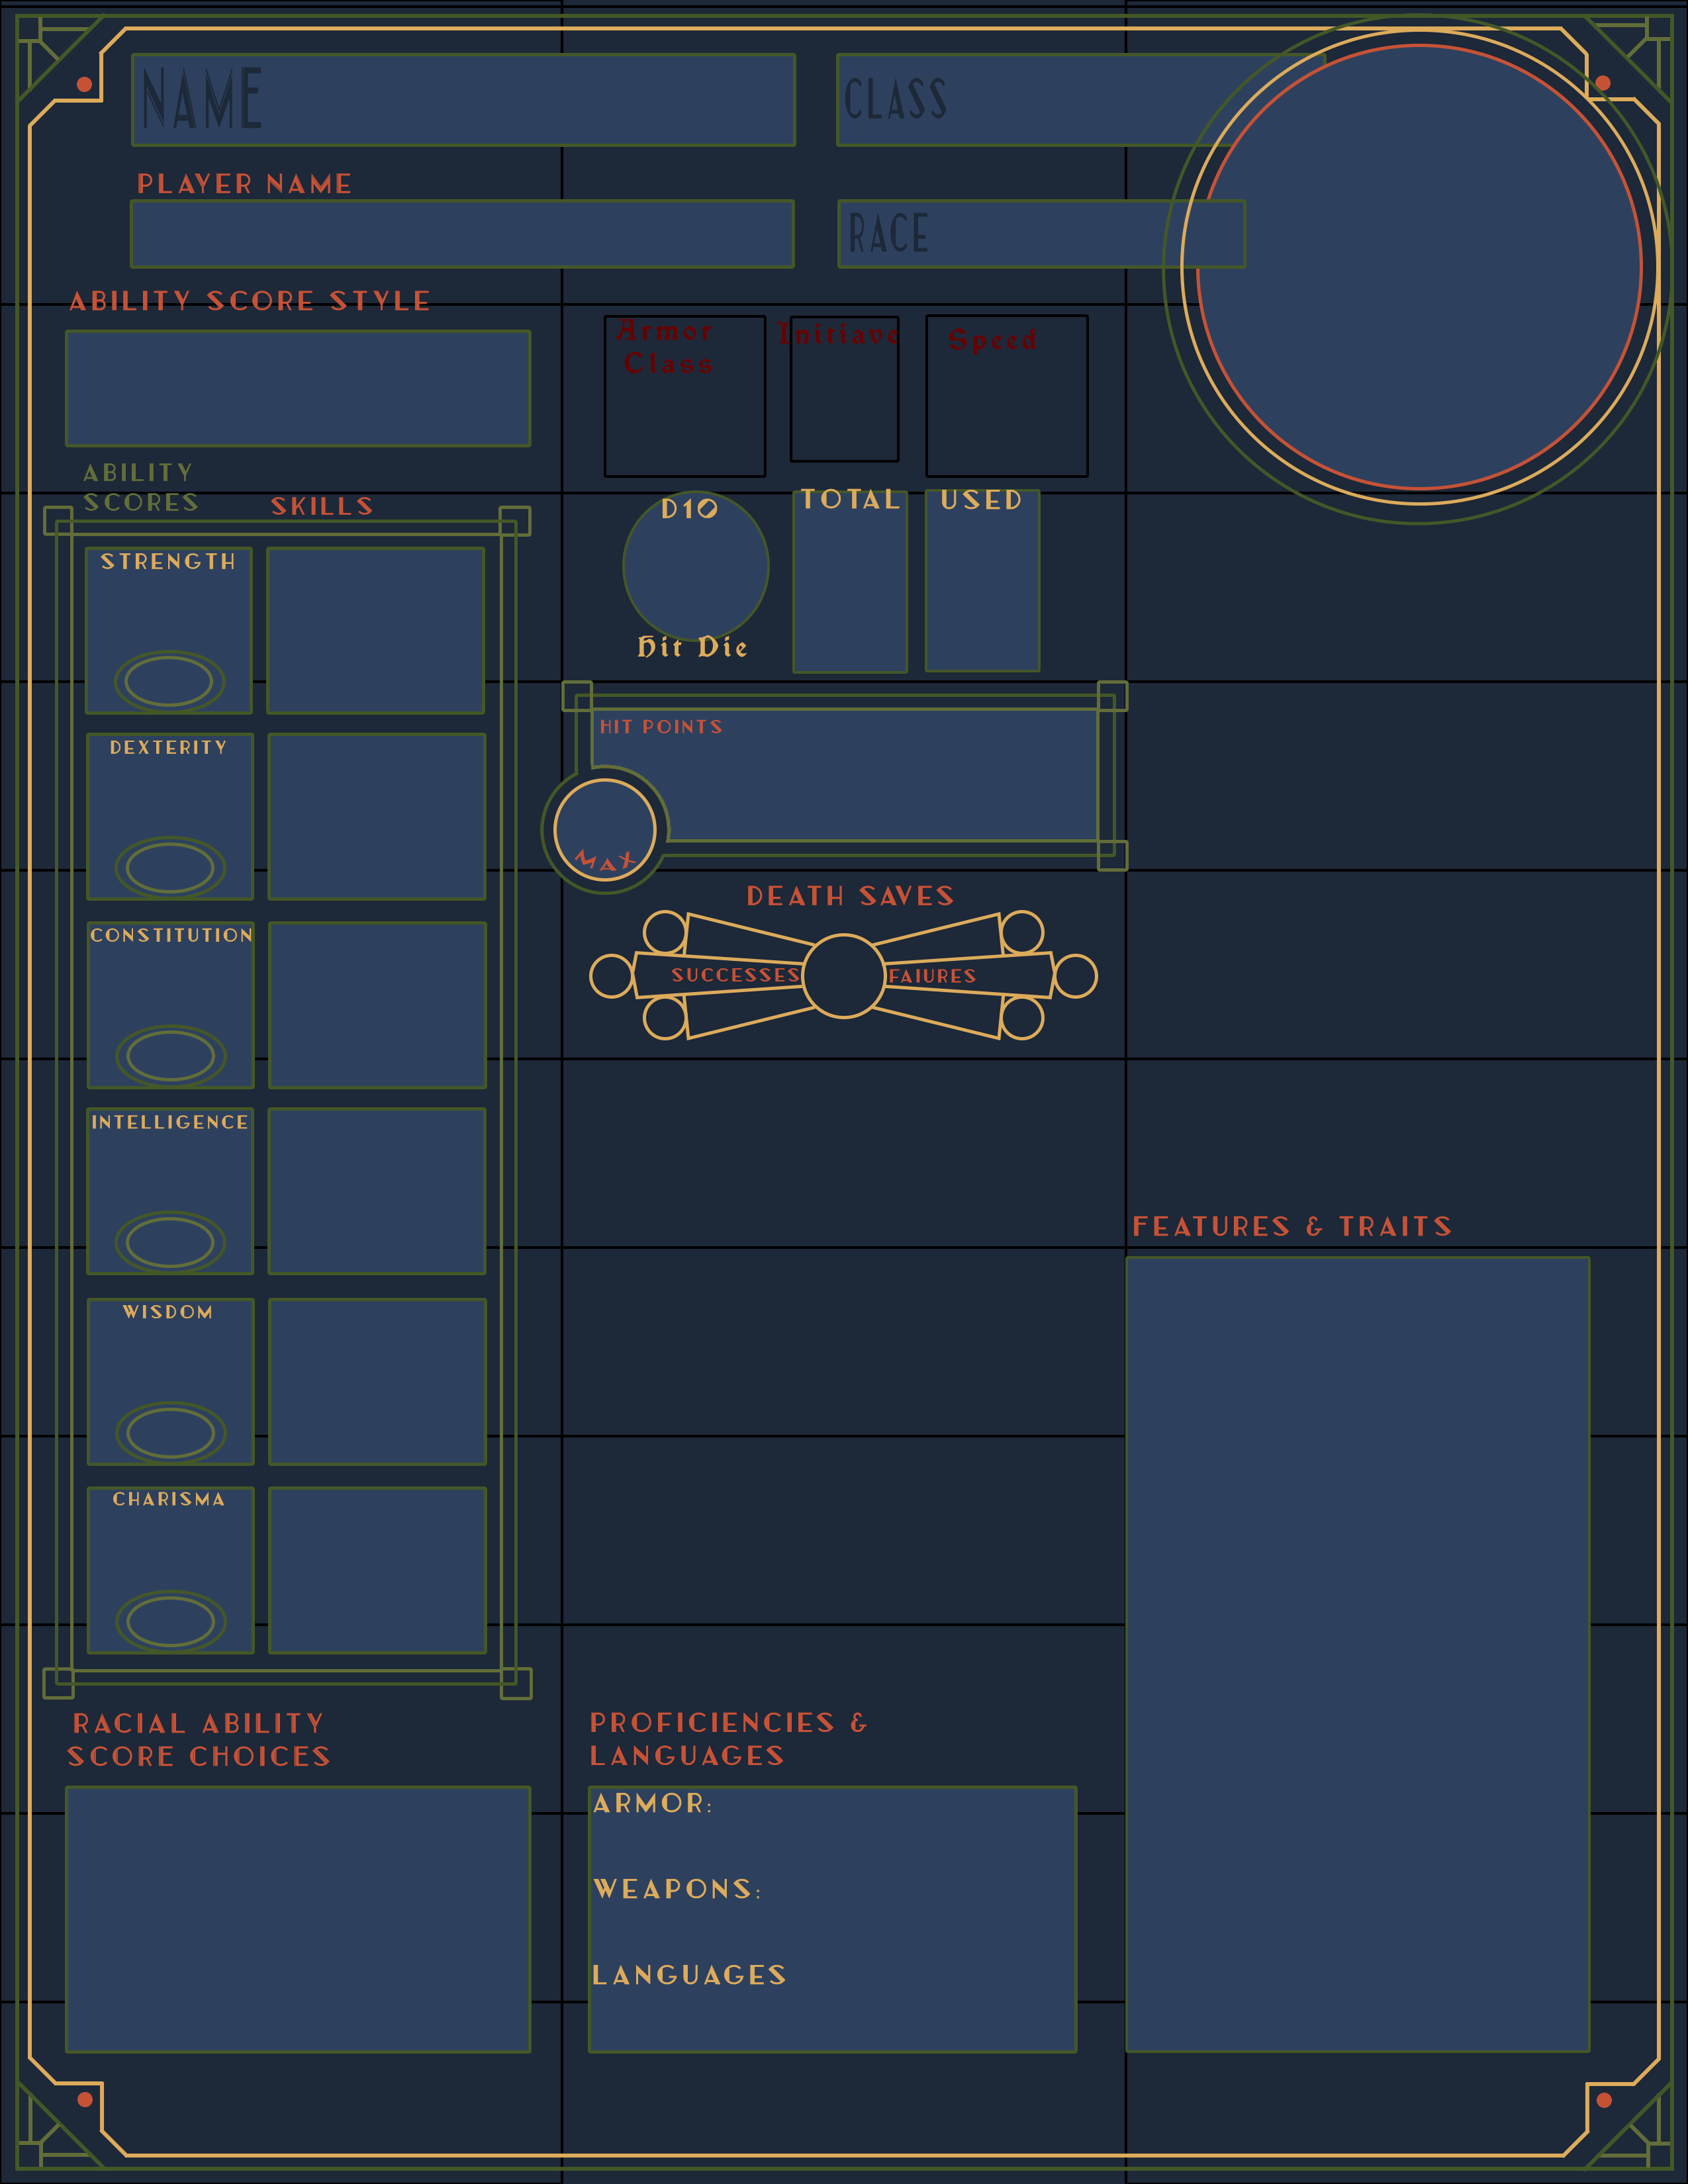 NAME
CLASS
PLAYER NAME
RACE
ABILITY SCORE STYLE
Armor
Class
Initiave
Speed
ABILITY
SCORES
SKILLS
D10
TOTAL
USED
Hit Die
STRENGTH
HIT POINTS
MAX
DEXTERITY
DEATH SAVES
SUCCESSES
FAIURES
CONSTITUTION
INTELLIGENCE
FEATURES & TRAITS
WISDOM
CHARISMA
RACIAL ABILITY
SCORE CHOICES
PROFICIENCIES &
LANGUAGES
ARMOR:
WEAPONS:
LANGUAGES